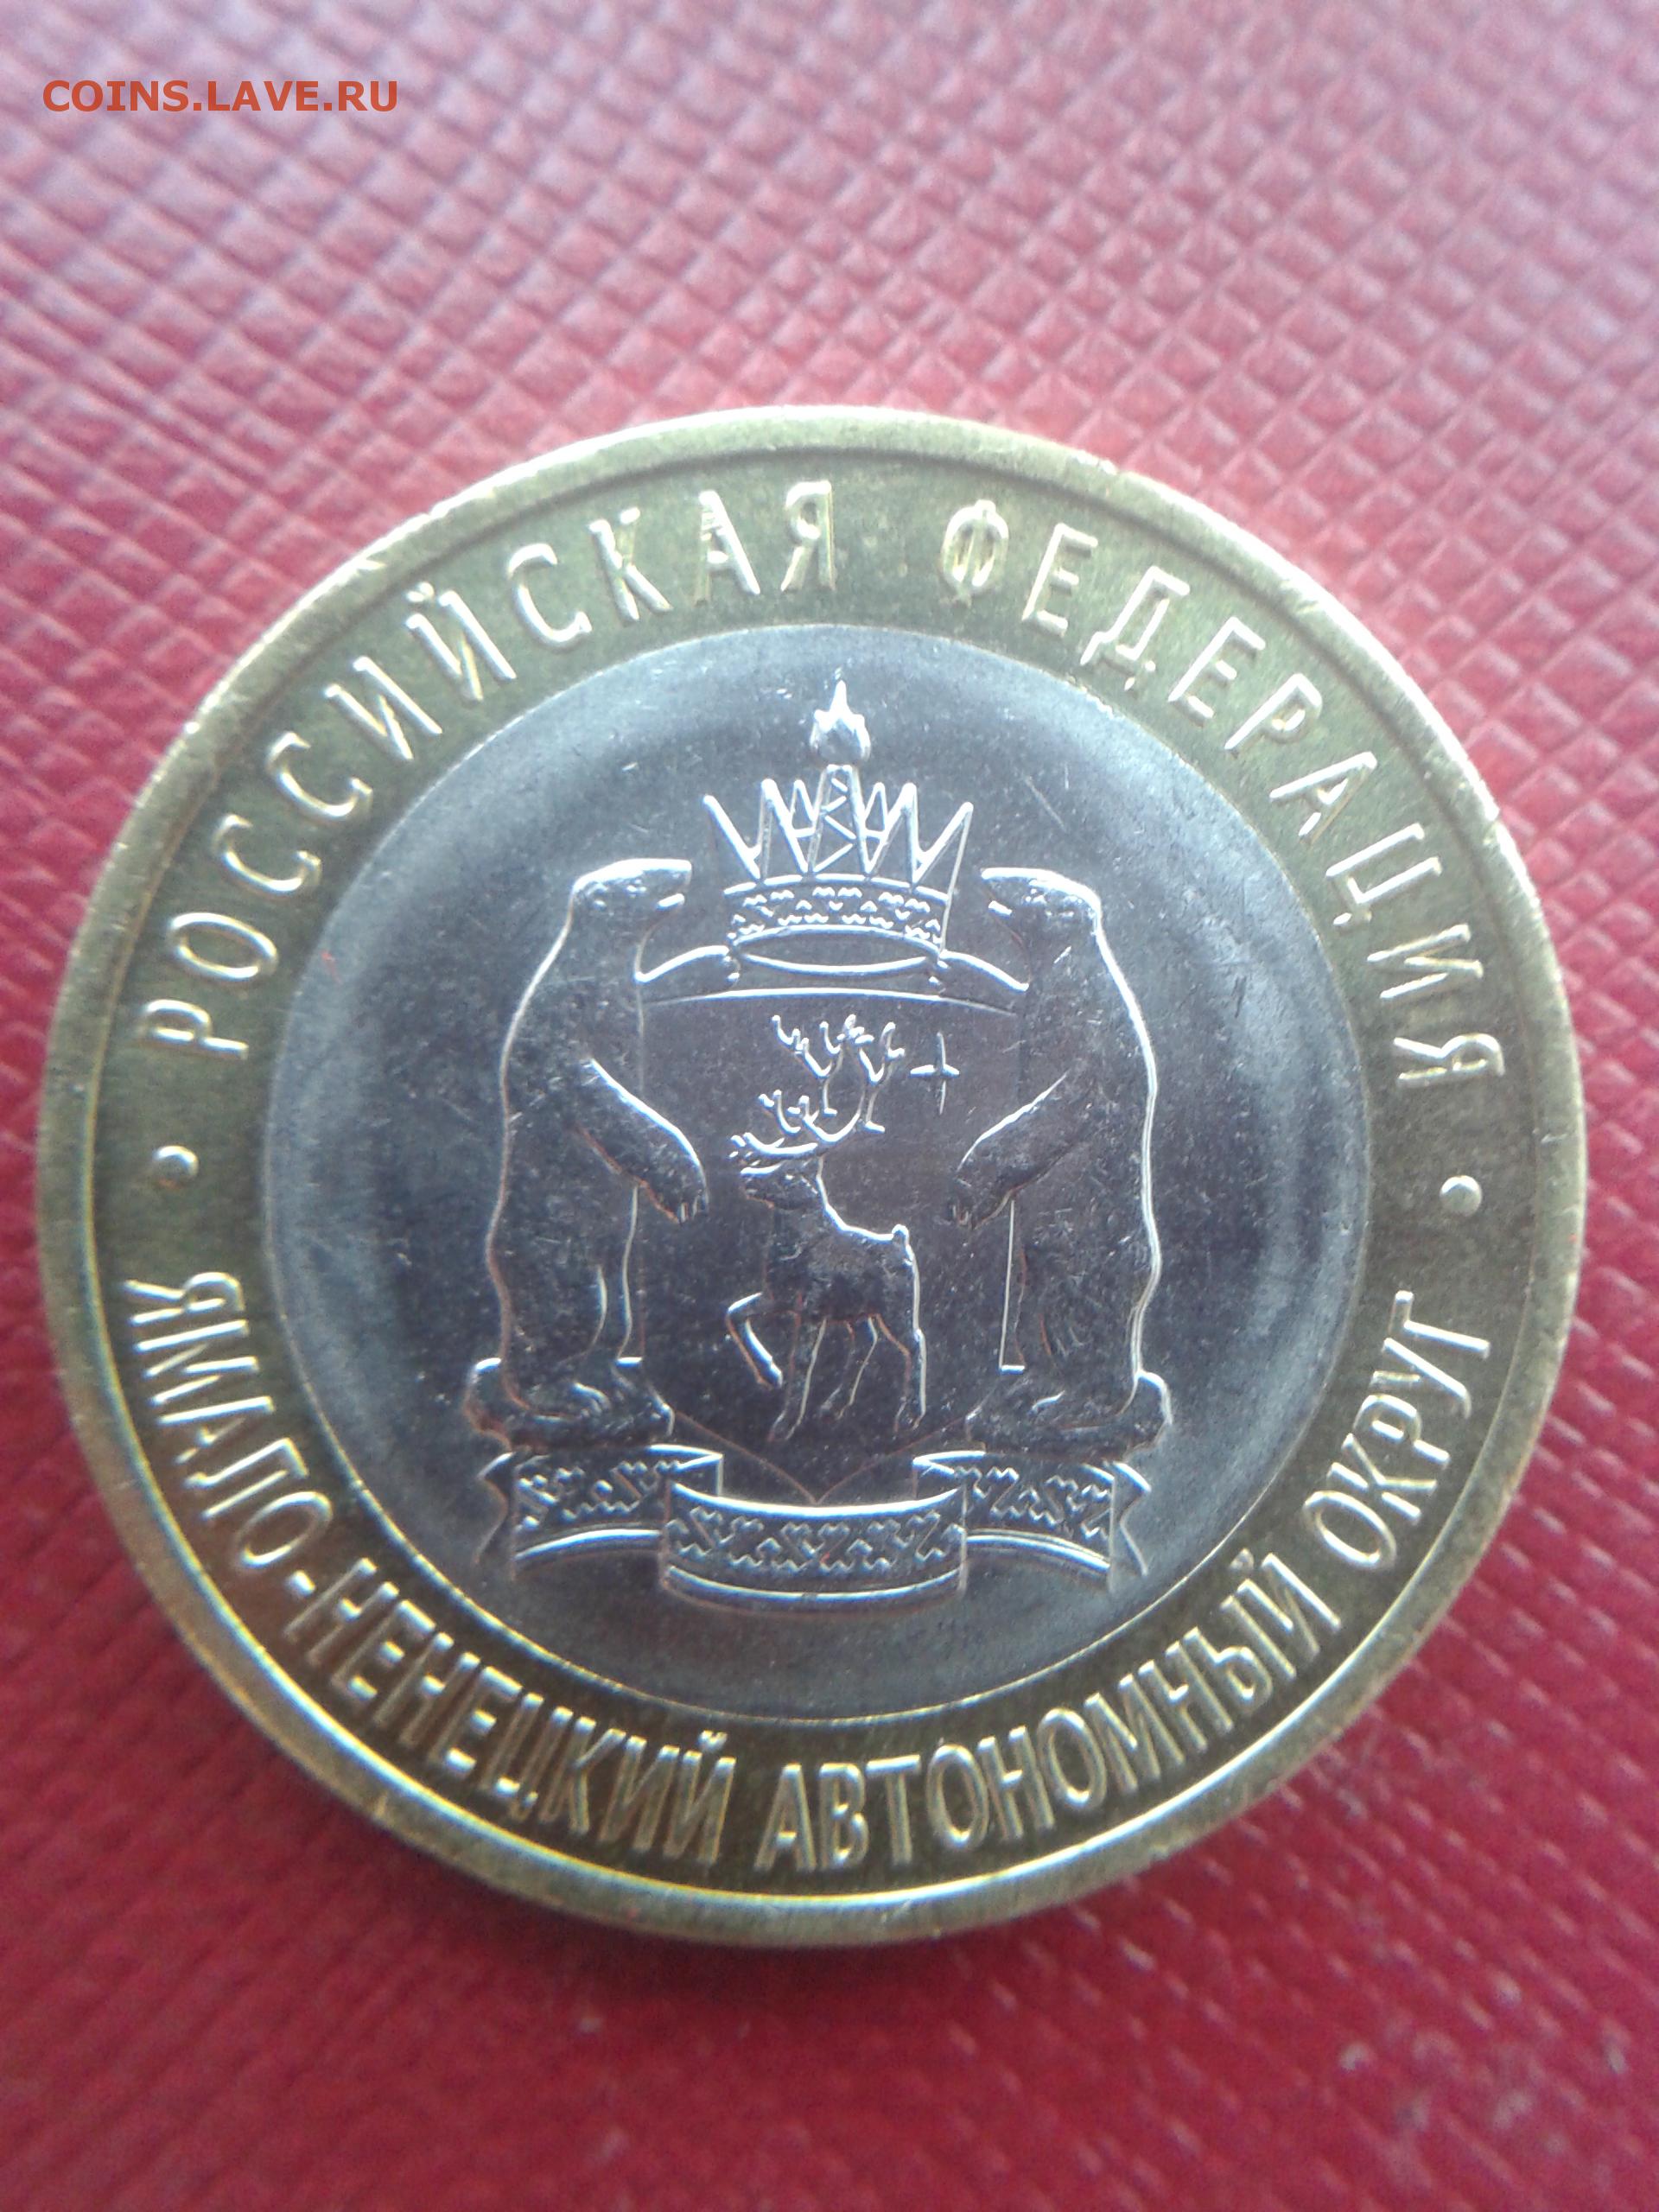 COINS.LAVE.RU
РОССИЙСКАЯ ФЕДЕРАЦИЯ
ЯМАЛО-НЕНЕЦКИЙ АВТОНОМНЫЙ ОКРУГ